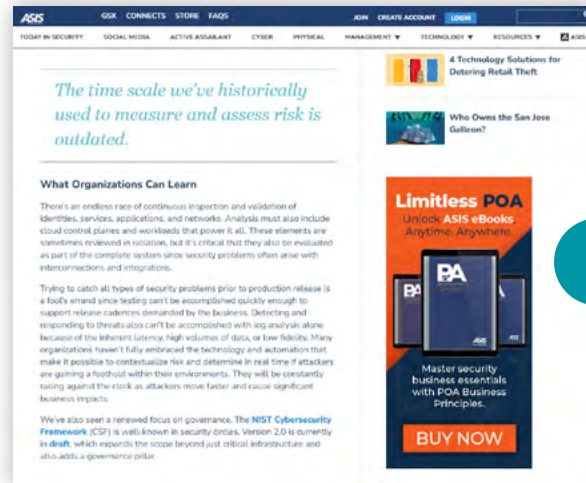 ASIS GSX CONNECTS STORE FAQS JOIN CREATE ACCOUNT LOGIN
TODAY IN SECURITY SOCIAL MEDIA ACTIVE ASSAILANT CYBER PHYSICAL MANAGEMENT ▼ TECHNOLOGY ▼ RESOURCES ▼ ASIS
The time scale we've historically
used to measure and assess risk is
outdated.
What Organizations Can Learn
There's an endless race of continuous inspection and validation of
identities, services, applications, and networks. Analysis must also include
cloud control planes and workloads that power it all. These elements are
sometimes reviewed in isolation, but it's critical that they also be evaluated
as part of the complete system since security problems often arise with
interconnections and integrations.
Trying to catch all types of security problems prior to production release is
a fool's errand since testing can't be accomplished quickly enough to
support release cadences demanded by the business. Detecting and
responding to threats also can't be accomplished with log analysis alone
because of the inherent latency, high volumes of data, or low fidelity. Many
organizations haven't fully embraced the technology and automation that
make it possible to contextualize risk and determine in real time if attackers
are gaining a foothold within their environments. They will be constantly
racing against the clock as attackers move faster and cause significant
business impacts.
We've also seen a renewed focus on governance. The NIST Cybersecurity
Framework (CSF) is well-known in security circles. Version 2.0 is currently
in draft, which expands the scope beyond just critical infrastructure and
also adds a governance pillar.
4 Technology Solutions for
Detering Retail Theft
Who Owns the San Jose
Galleon?
Limitless POA
Unlock ASIS eBooks
Anytime, Anywhere.
POA
ASIS
Master security
business essentials
with POA Business
Principles.
BUY NOW